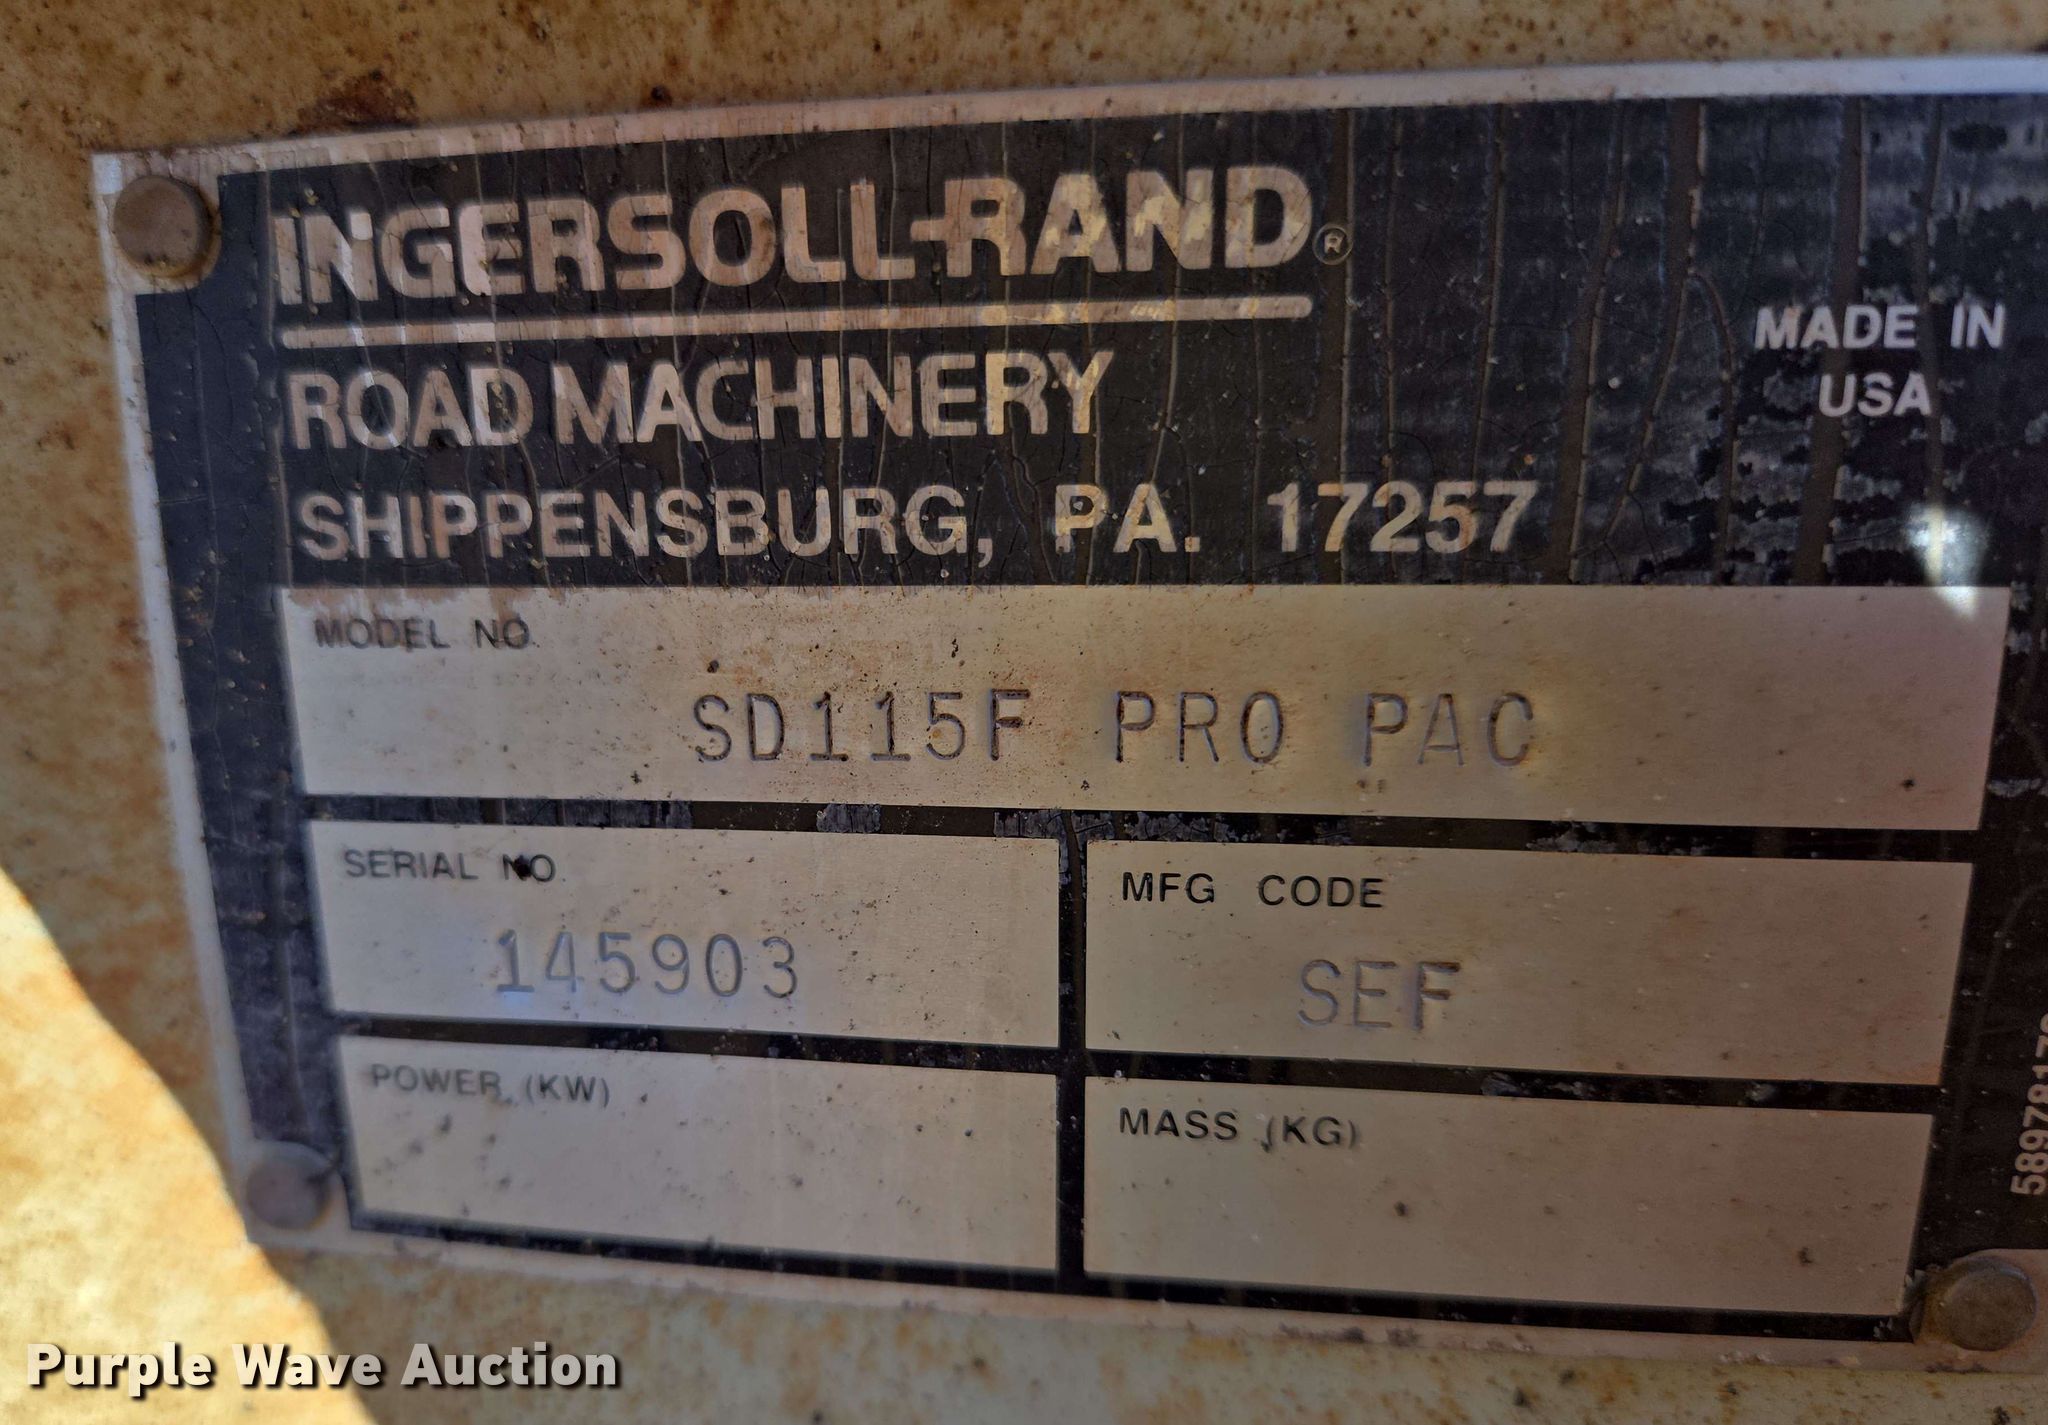 INGERSOLL-RAND®
ROAD MACHINERY
SHIPPENSBURG, PA. 17257
MADE IN
USA
MODEL NO.
SD115F PRO PAC
SERIAL NO.
145903
MFG CODE
SEF
POWER (KW)
MASS (KG)
Purple Wave Auction